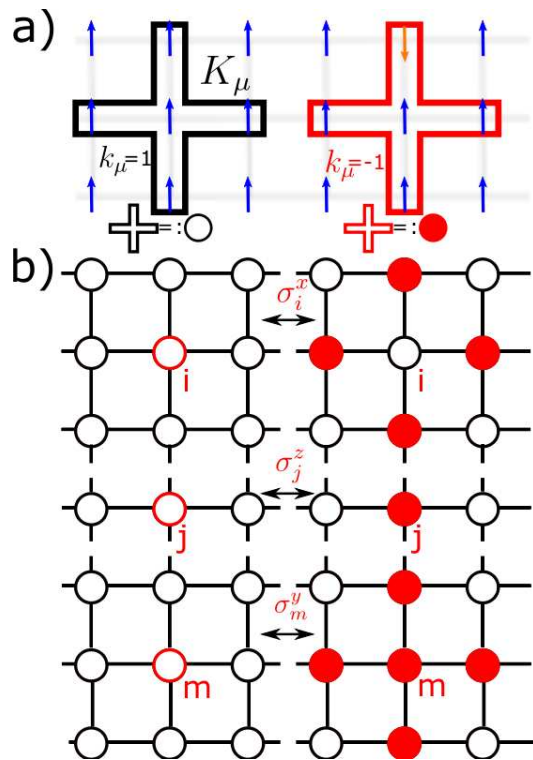 a)
K_μ
k_μ=1
k_μ=-1
=:
=:
b)
σ_i^x
i
i
σ_j^z
j
j
σ_m^y
m
m